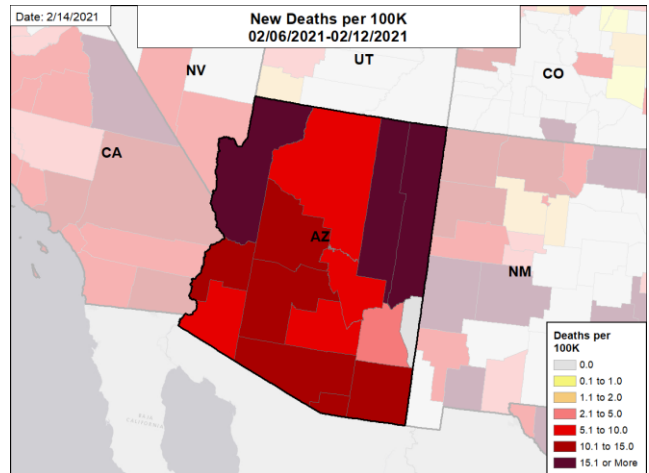 Date: 2/14/2021
New Deaths per 100K
02/06/2021-02/12/2021
UT
NV
CO
CA
AZ
NM
BAJA
CALIFORNIA
Deaths per
100K
0.0
0.1 to 1.0
1.1 to 2.0
2.1 to 5.0
5.1 to 10.0
10.1 to 15.0
15.1 or More